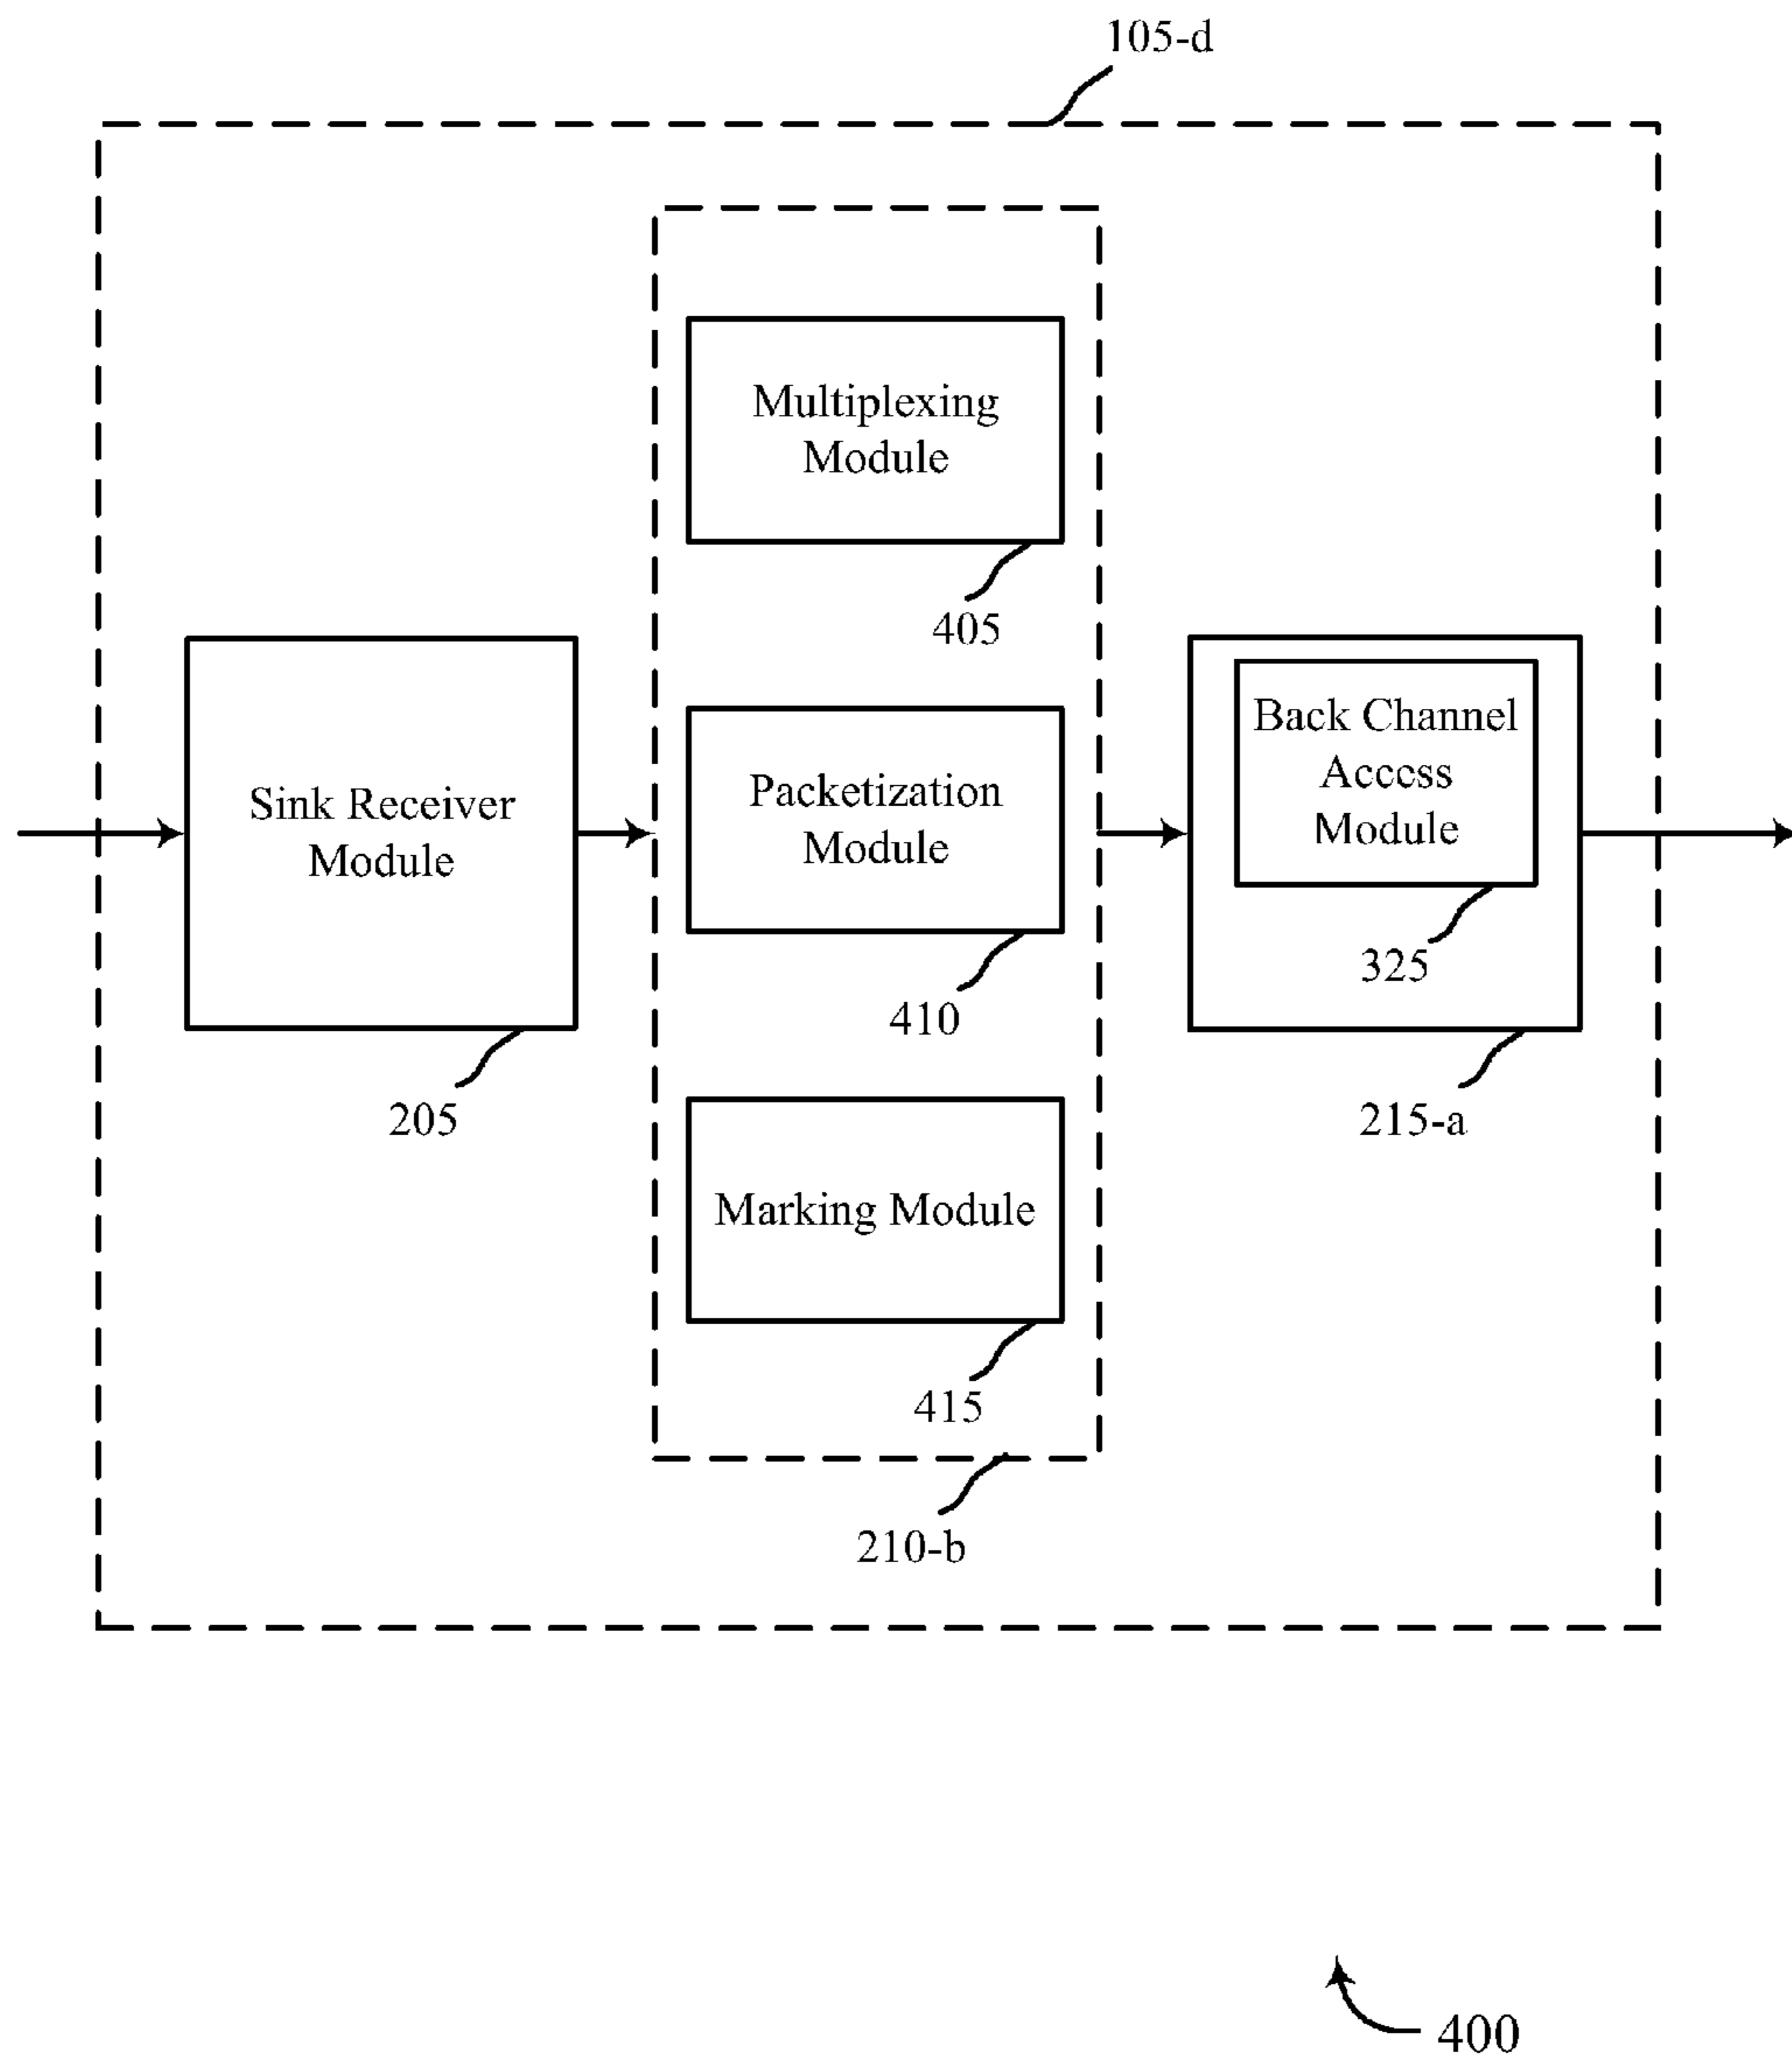 105-d
Multiplexing
Module
405
Sink Receiver
Module
205
Packetization
Module
410
Back Channel
Access
Module
325
215-a
Marking Module
415
210-b
400